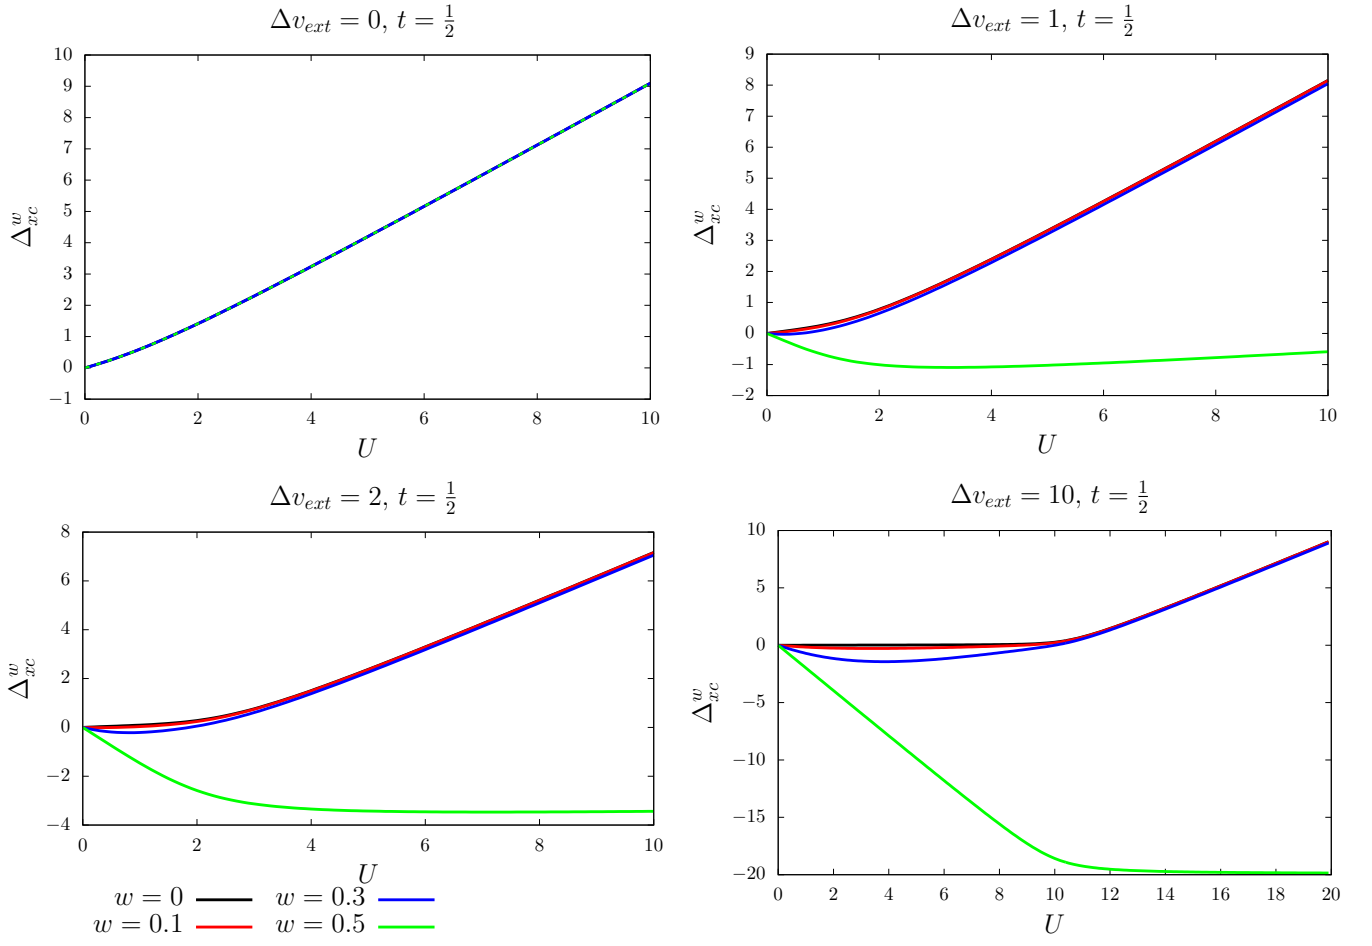 Δv_ext = 0, t = 1/2
10
9
8
7
6
5
4
3
2
1
0
−1
Δ^w_xc
0 2 4 6 8 10
U
Δv_ext = 1, t = 1/2
9
8
7
6
5
4
3
2
1
0
−1
−2
Δ^w_xc
0 2 4 6 8 10
U
Δv_ext = 2, t = 1/2
8
6
4
2
0
−2
−4
Δ^w_xc
0 2 4 6 8 10
U
Δv_ext = 10, t = 1/2
10
5
0
−5
−10
−15
−20
Δ^w_xc
0 2 4 6 8 10 12 14 16 18 20
U
w = 0 w = 0.3
w = 0.1 w = 0.5